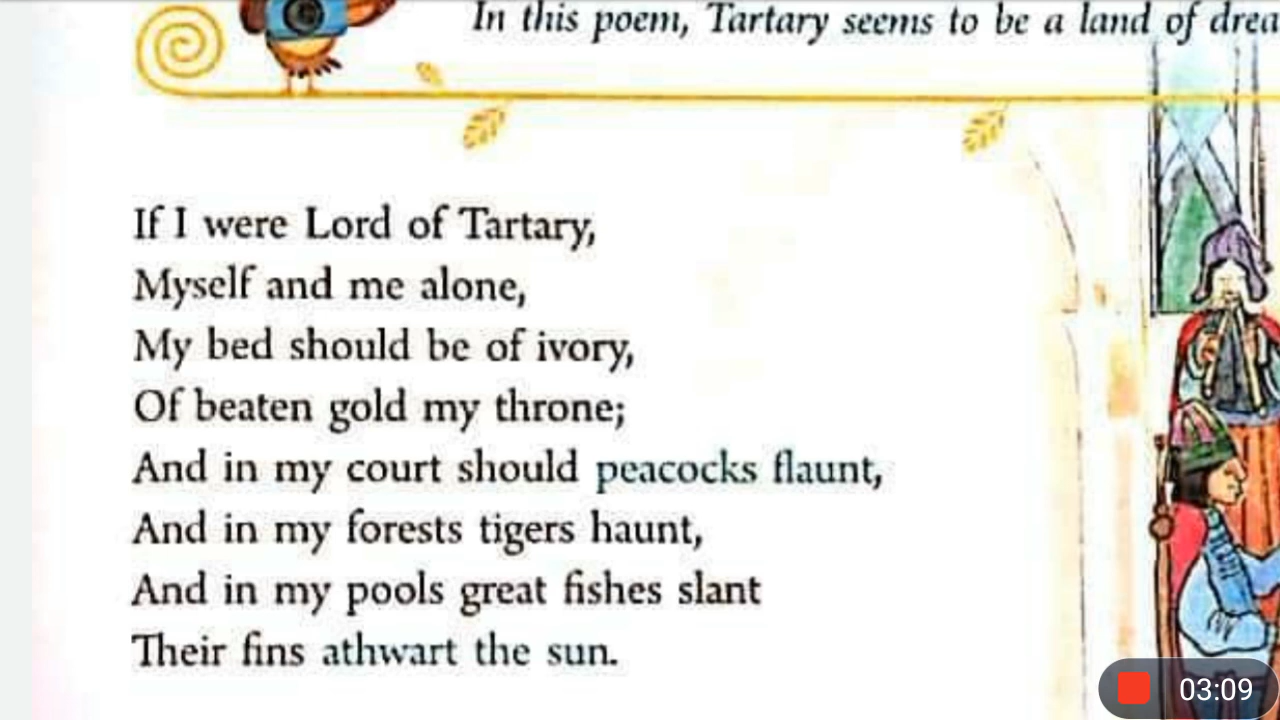 In this poem, Tartary seems to be a land of
If I were Lord of Tartary,
Myself and me alone,
My bed should be of ivory,
Of beaten gold my throne;
And in my court should peacocks flaunt,
And in my forests tigers haunt,
And in my pools great fishes slant
Their fins athwart the sun.
03:09